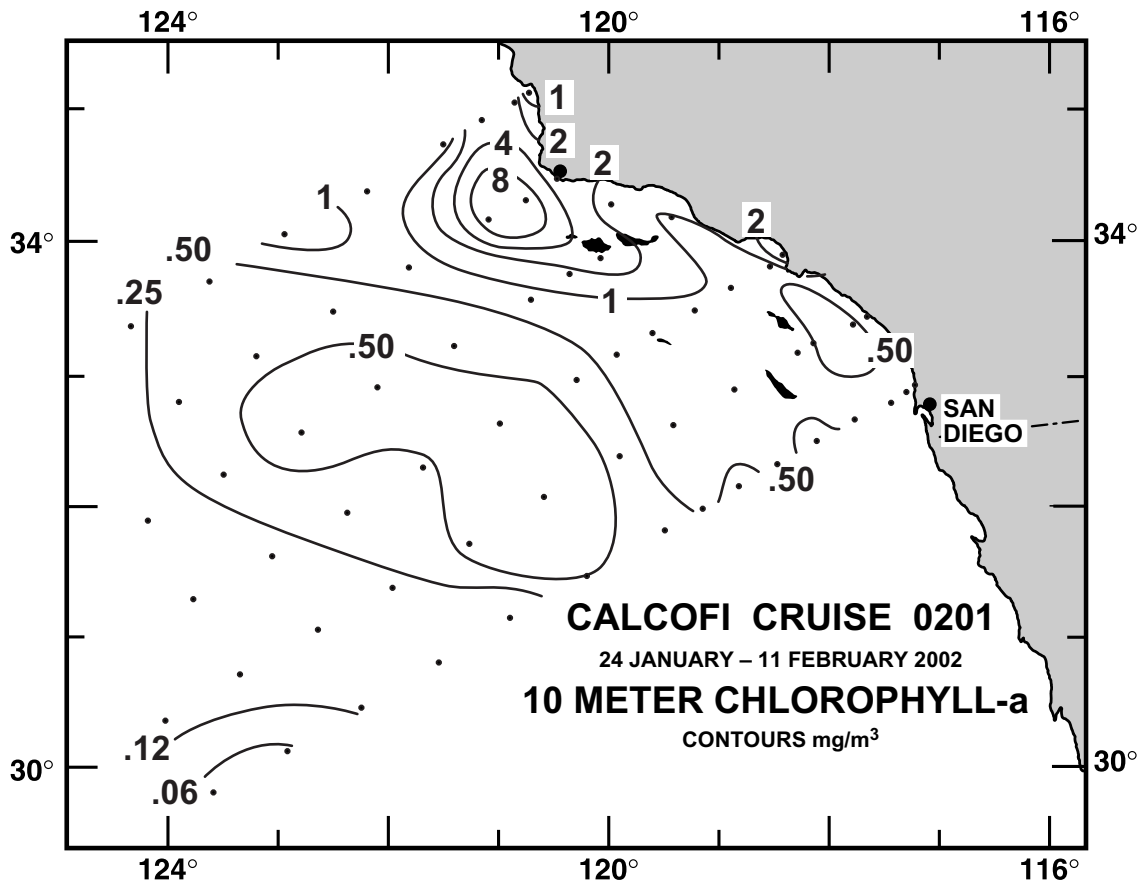 124° 120° 116°
1
2
4
2
8
1
2
34° 34°
.50
.25
1
.50
.50
SAN
DIEGO
.50
CALCOFI CRUISE 0201
24 JANUARY – 11 FEBRUARY 2002
10 METER CHLOROPHYLL-a
CONTOURS mg/m³
.12
30° 30°
.06
124° 120° 116°